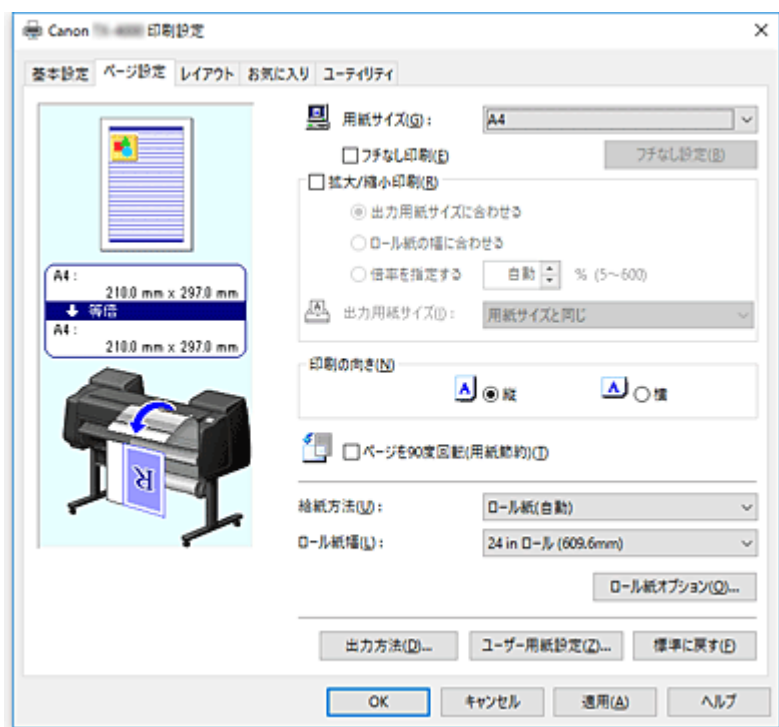 Canon 印刷設定
基本設定 ページ設定 レイアウト お気に入り ユーティリティ
用紙サイズ(G): A4
フチなし印刷(F) フチなし設定(B)
拡大/縮小印刷(R)
出力用紙サイズに合わせる
ロール紙の幅に合わせる
倍率を指定する 自動 % (5～600)
出力用紙サイズ(I): 用紙サイズと同じ
A4:
210.0 mm x 297.0 mm
等倍
A4:
210.0 mm x 297.0 mm
印刷の向き(N)
A 縦 A 横
ページを90度回転(用紙節約)(T)
R
給紙方法(U): ロール紙(自動)
ロール紙幅(L): 24 in ロール (609.6mm)
ロール紙オプション(O)...
出力方法(D)... ユーザー用紙設定(Z)... 標準に戻す(F)
OK キャンセル 適用(A) ヘルプ